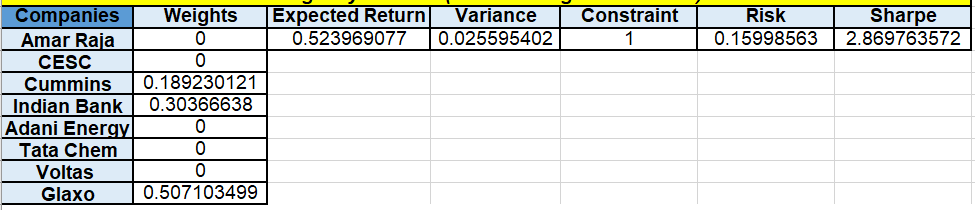 Companies Weights Expected Return Variance Constraint Risk Sharpe
Amar Raja 0 0.523969077 0.025595402 1 0.15998563 2.869763572
CESC 0
Cummins 0.189230121
Indian Bank 0.30366638
Adani Energy 0
Tata Chem 0
Voltas 0
Glaxo 0.507103499